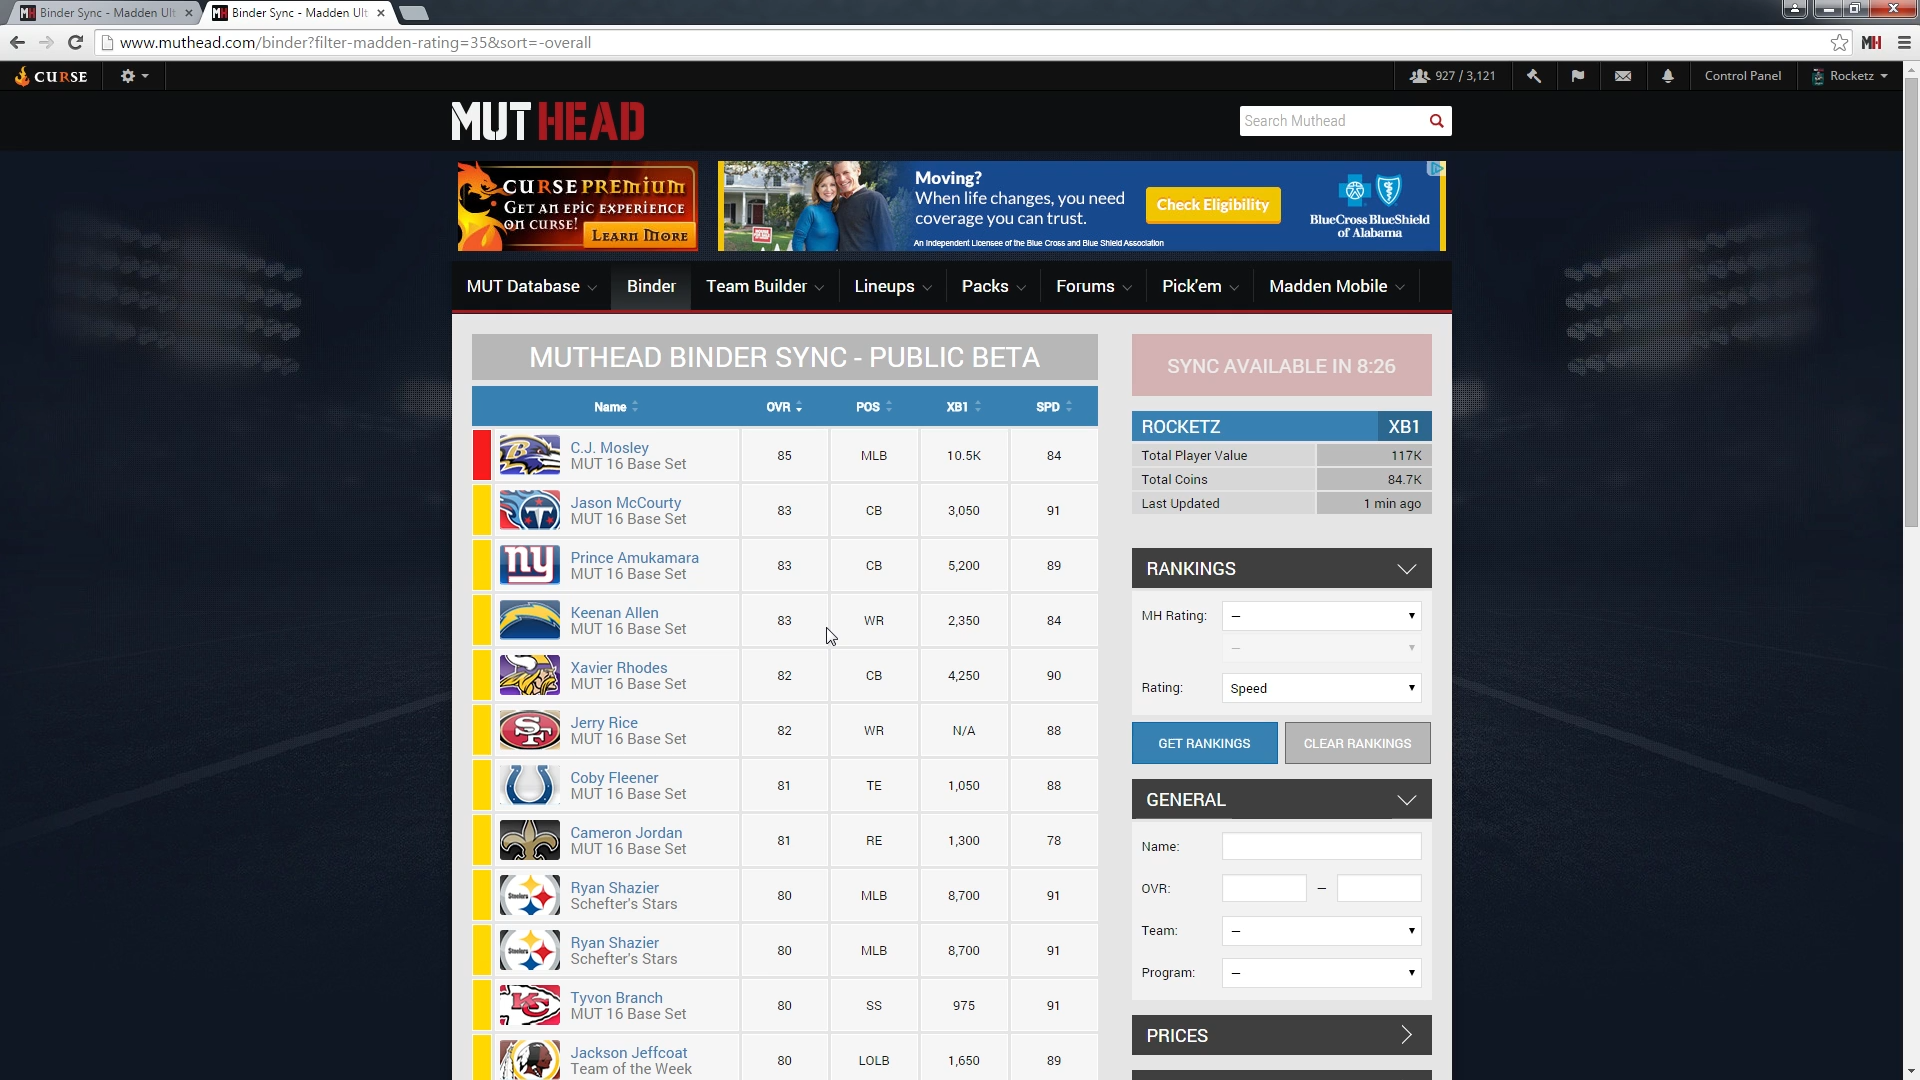 Binder Sync - Madden Ult
Binder Sync - Madden Ult
www.muthead.com/binder?filter-madden-rating=35&sort=-overall
MH
CURSE
927 / 3,121
Control Panel
Rocketz
MUTHEAD
Search Muthead
CURSE PREMIUM
GET AN EPIC EXPERIENCE
ON CURSE!
LEARN MORE
Moving?
When life changes, you need
coverage you can trust.
An Independent Licensee of the Blue Cross and Blue Shield Association
Check Eligibility
BlueCross BlueShield
of Alabama
MUT Database
Binder
Team Builder
Lineups
Packs
Forums
Pick'em
Madden Mobile
MUTHEAD BINDER SYNC - PUBLIC BETA
Name OVR POS XB1 SPD
C.J. Mosley
MUT 16 Base Set
85 MLB 10.5K 84
Jason McCourty
MUT 16 Base Set
83 CB 3,050 91
Prince Amukamara
MUT 16 Base Set
83 CB 5,200 89
Keenan Allen
MUT 16 Base Set
83 WR 2,350 84
Xavier Rhodes
MUT 16 Base Set
82 CB 4,250 90
Jerry Rice
MUT 16 Base Set
82 WR N/A 88
Coby Fleener
MUT 16 Base Set
81 TE 1,050 88
Cameron Jordan
MUT 16 Base Set
81 RE 1,300 78
Ryan Shazier
Schefter's Stars
80 MLB 8,700 91
Ryan Shazier
Schefter's Stars
80 MLB 8,700 91
Tyvon Branch
MUT 16 Base Set
80 SS 975 91
Jackson Jeffcoat
Team of the Week
80 LOLB 1,650 89
SYNC AVAILABLE IN 8:26
ROCKETZ XB1
Total Player Value 117K
Total Coins 84.7K
Last Updated 1 min ago
RANKINGS
MH Rating: –
–
Rating: Speed
GET RANKINGS
CLEAR RANKINGS
GENERAL
Name:
OVR: –
Team: –
Program: –
PRICES